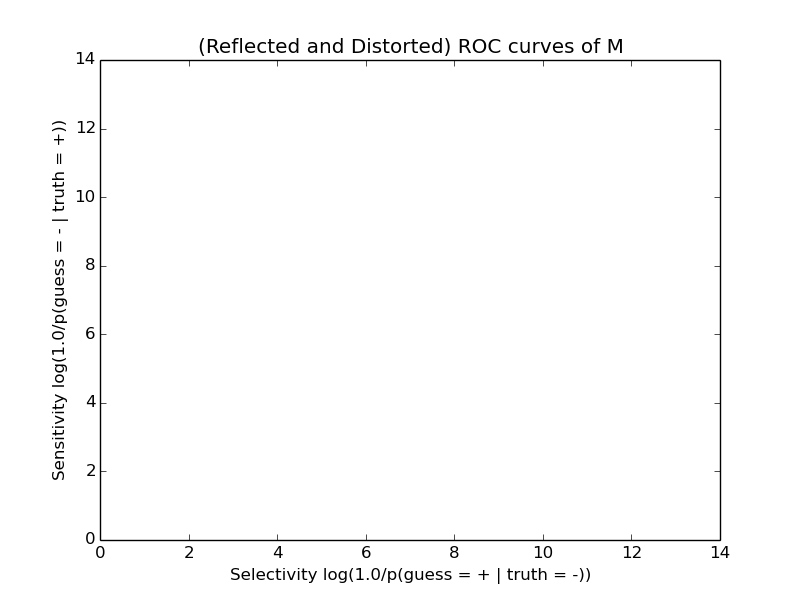 (Reflected and Distorted) ROC curves of M
14
12
10
8
6
4
2
0
Sensitivity log(1.0/p(guess = - | truth = +))
0 2 4 6 8 10 12 14
Selectivity log(1.0/p(guess = + | truth = -))